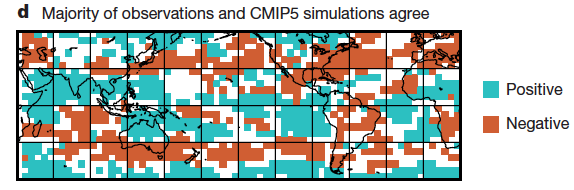 d Majority of observations and CMIP5 simulations agree
Positive
Negative